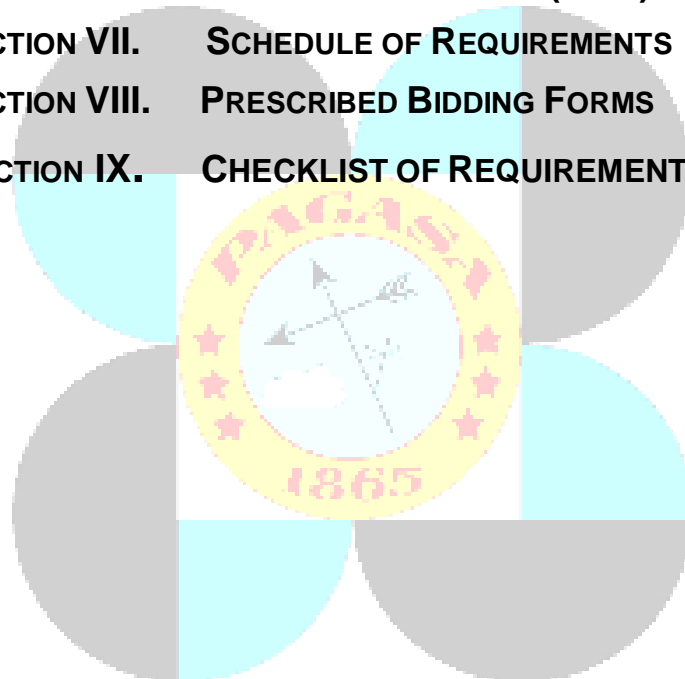 CTION VII. SCHEDULE OF REQUIREMENTS
CTION VIII. PRESCRIBED BIDDING FORMS
CTION IX. CHECKLIST OF REQUIREMENT
PAGASA
1865